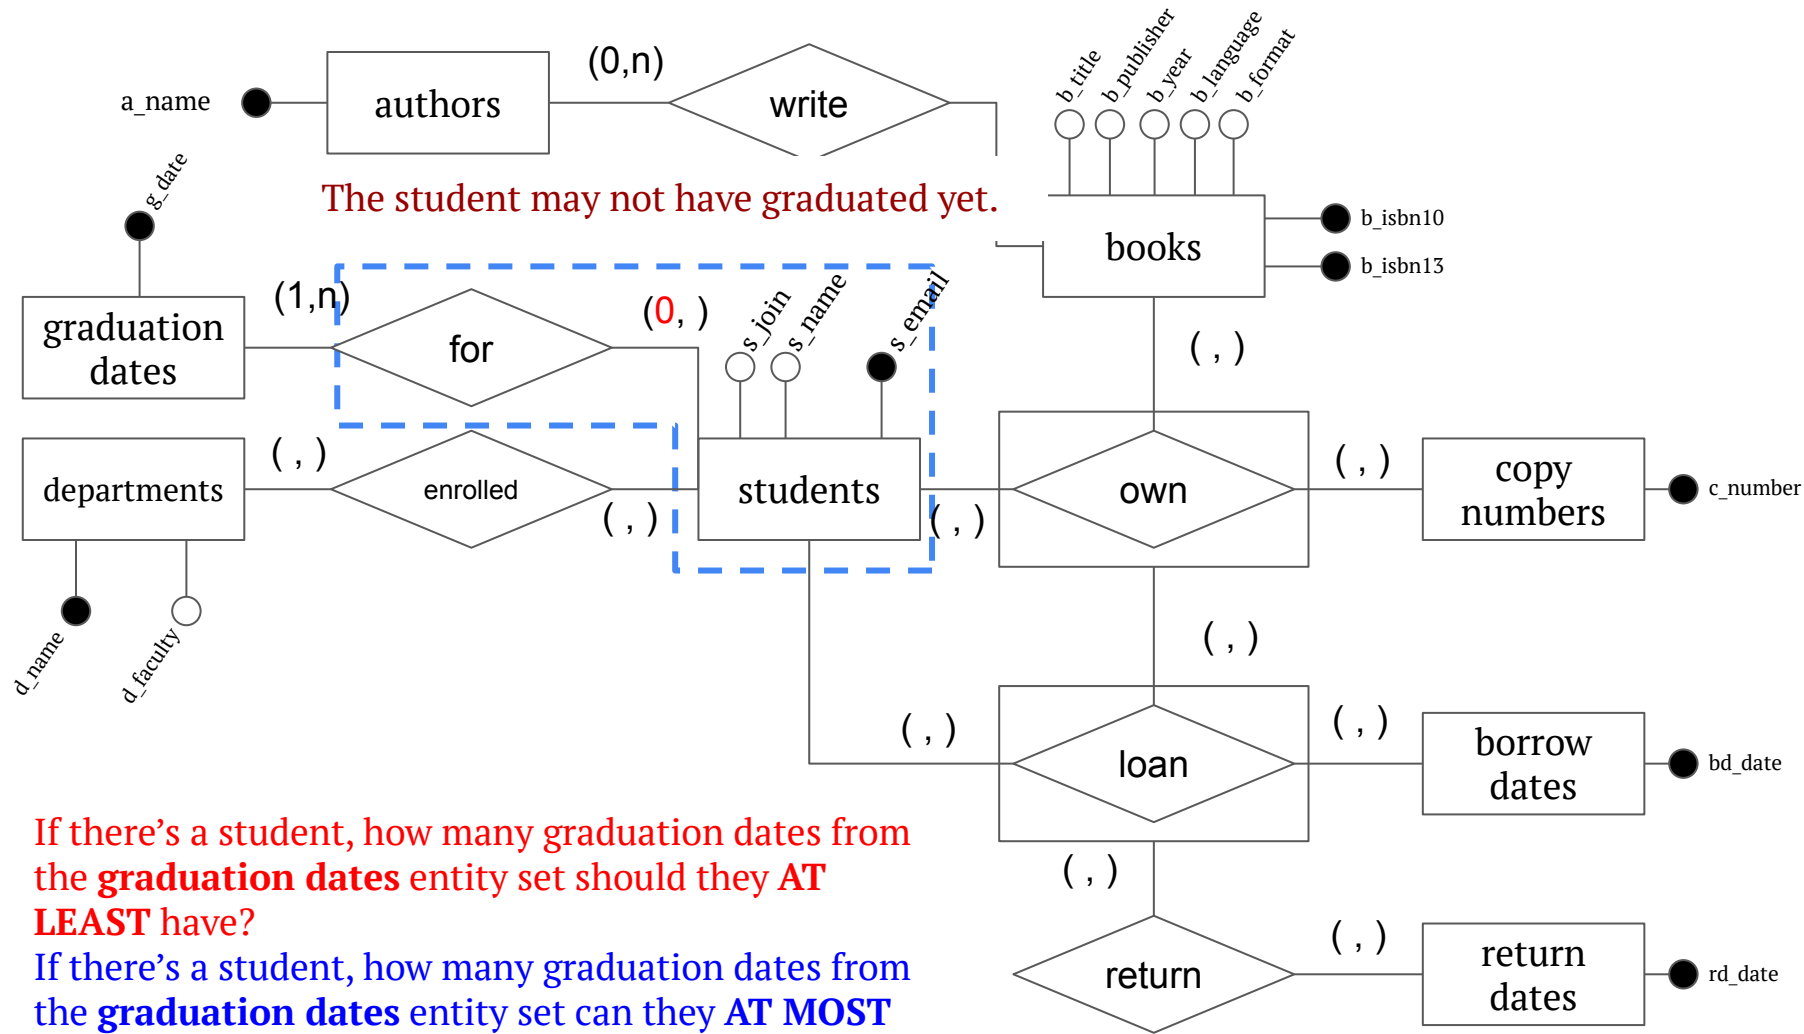 b_title
b_publisher
b_year
b_language
b_format
(0,n)
a_name
authors
write
g_date
The student may not have graduated yet.
b_isbn10
books
b_isbn13
(1,n)
(0, )
s_join
s_name
s_email
graduation
dates
for
( , )
( , )
departments
enrolled
( , )
students
( , )
own
( , )
copy
numbers
c_number
d_name
d_faculty
( , )
( , )
loan
( , )
borrow
dates
bd_date
If there’s a student, how many graduation dates from
the graduation dates entity set should they AT
LEAST have?
If there’s a student, how many graduation dates from
the graduation dates entity set can they AT MOST
( , )
return
( , )
return
dates
rd_date